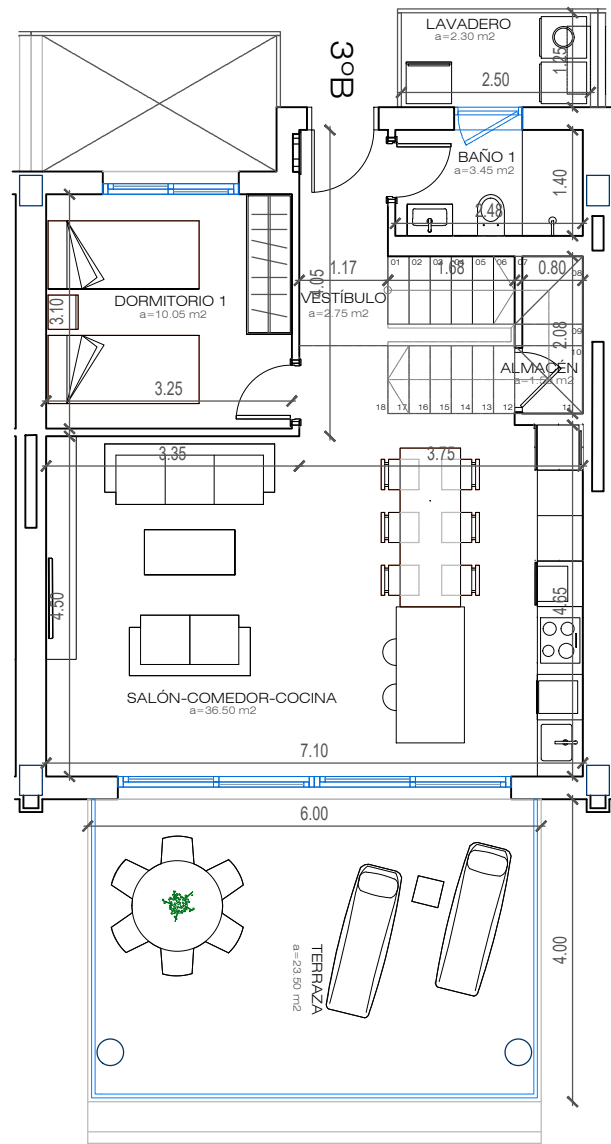 LAVADERO
a=2.30 m2
1.25
2.50
3ºB
BAÑO 1
a=3.45 m2
1.40
2.48
01 02 03 04 05 06 07
08
1.17
1.68
0.80
4.05
VESTÍBULO
a=2.75 m2
DORMITORIO 1
a=10.05 m2
3.10
2.08
09
10
ALMACÉN
3.25
18 17 16 15 14 13 12
11
3.35
3.75
4.50
4.65
SALÓN-COMEDOR-COCINA
a=36.50 m2
7.10
6.00
4.00
TERRAZA
a=23.50 m2